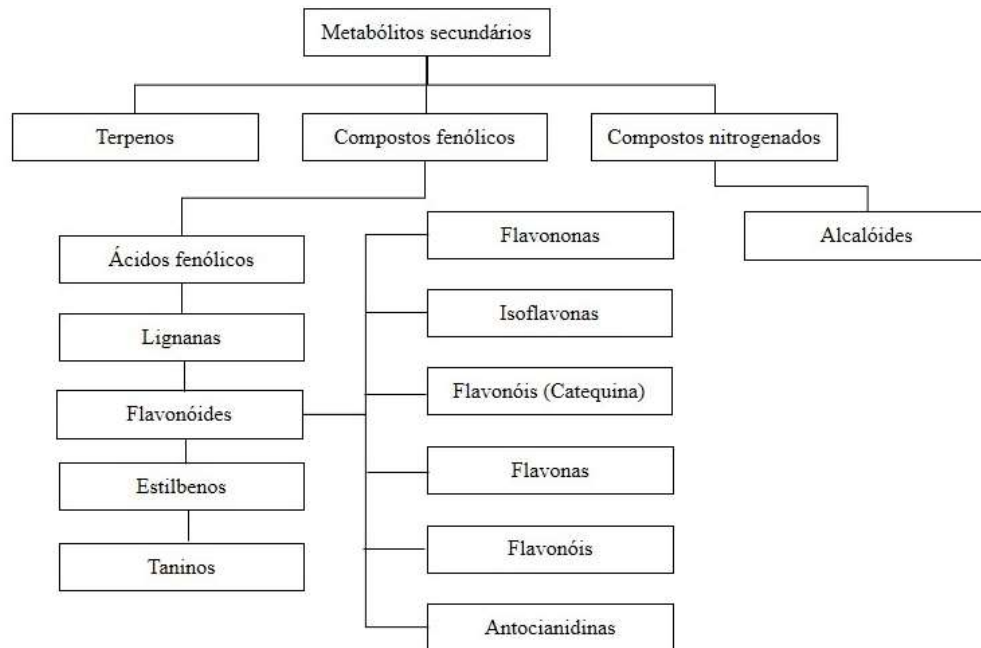 Metabólitos secundários
Terpenos
Compostos fenólicos
Compostos nitrogenados
Ácidos fenólicos
Lignanas
Flavonóides
Estilbenos
Taninos
Flavononas
Isoflavonas
Flavonóis (Catequina)
Flavonas
Flavonóis
Antocianidinas
Alcalóides